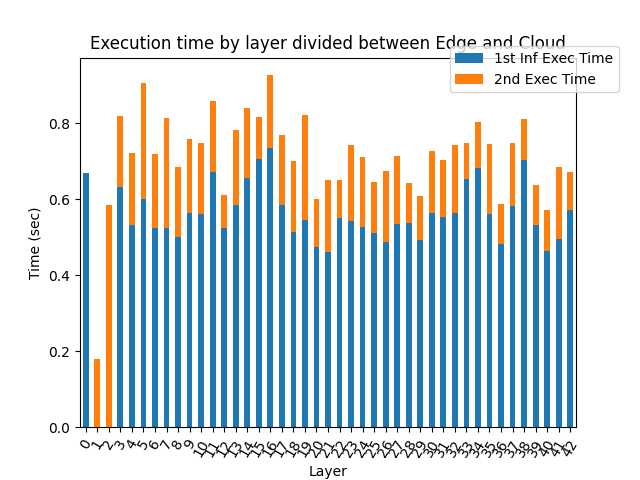 Execution time by layer divided between Edge and Cloud
1st Inf Exec Time
2nd Exec Time
Time (sec)
0.8
0.6
0.4
0.2
0.0
0 1 2 3 4 5 6 7 8 9 10 11 12 13 14 15 16 17 18 19 20 21 22 23 24 25 26 27 28 29 30 31 32 33 34 35 36 37 38 39 40 41 42
Layer